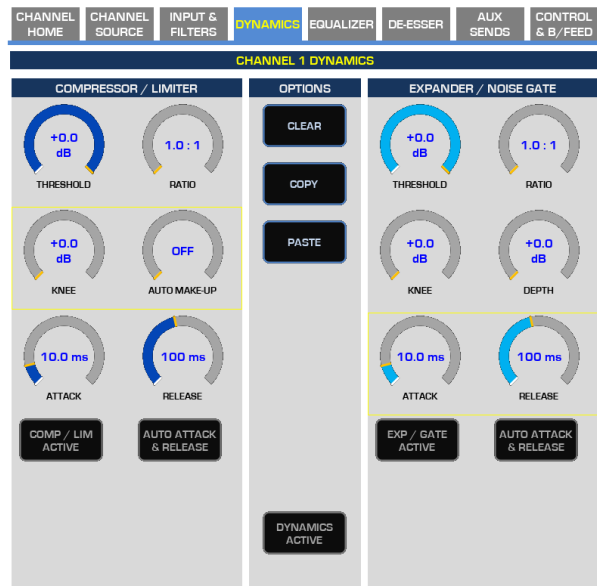 CHANNEL
HOME
CHANNEL
SOURCE
INPUT &
FILTERS
DYNAMICS
EQUALIZER
DE-ESSER
AUX
SENDS
CONTROL
& B/FEED
CHANNEL 1 DYNAMICS
COMPRESSOR / LIMITER
OPTIONS
EXPANDER / NOISE GATE
+0.0
dB
THRESHOLD
1.0 : 1
RATIO
CLEAR
+0.0
dB
THRESHOLD
1.0 : 1
RATIO
COPY
+0.0
dB
KNEE
OFF
AUTO MAKE-UP
PASTE
+0.0
dB
KNEE
+0.0
dB
DEPTH
10.0 ms
ATTACK
100 ms
RELEASE
10.0 ms
ATTACK
100 ms
RELEASE
COMP / LIM
ACTIVE
AUTO ATTACK
& RELEASE
EXP / GATE
ACTIVE
AUTO ATTACK
& RELEASE
DYNAMICS
ACTIVE